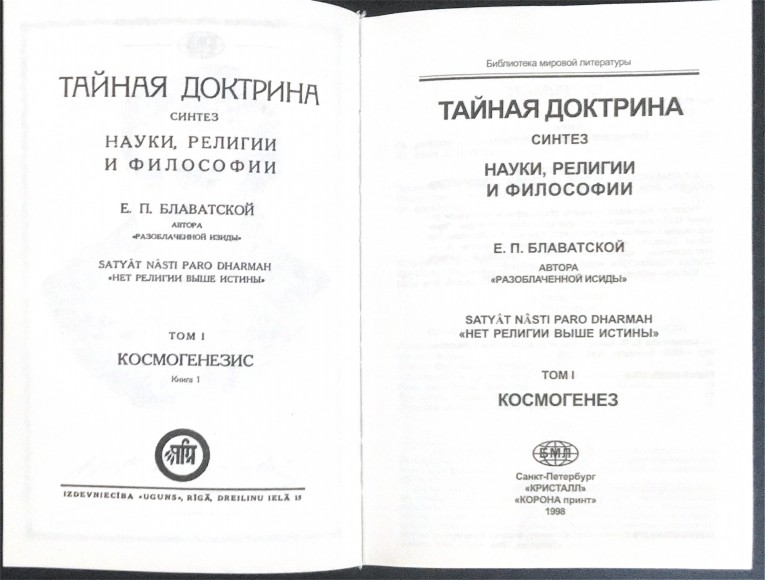 ТАЙНАЯ ДОКТРИНА
СИНТЕЗ
НАУКИ, РЕЛИГИИ
И ФИЛОСОФИИ
Е. П. БЛАВАТСКОЙ
АВТОРА
«РАЗОБЛАЧЕННОЙ ИЗИДЫ»
SATYÂT NÂSTI PARO DHARMAH
«НЕТ РЕЛИГИИ ВЫШЕ ИСТИНЫ»
ТОМ I
КОСМОГЕНЕЗИС
Книга 1
IZDEVNIECĪBA «UGUNS», RĪGĀ, DREILIŅU IELĀ 15
Библиотека мировой литературы
ТАЙНАЯ ДОКТРИНА
СИНТЕЗ
НАУКИ, РЕЛИГИИ
И ФИЛОСОФИИ
Е. П. БЛАВАТСКОЙ
АВТОРА
«РАЗОБЛАЧЕННОЙ ИСИДЫ»
SATYÂT NÂSTI PARO DHARMAH
«НЕТ РЕЛИГИИ ВЫШЕ ИСТИНЫ»
ТОМ I
КОСМОГЕНЕЗ
БМЛ
Санкт-Петербург
«КРИСТАЛЛ»
«КОРОНА принт»
1998